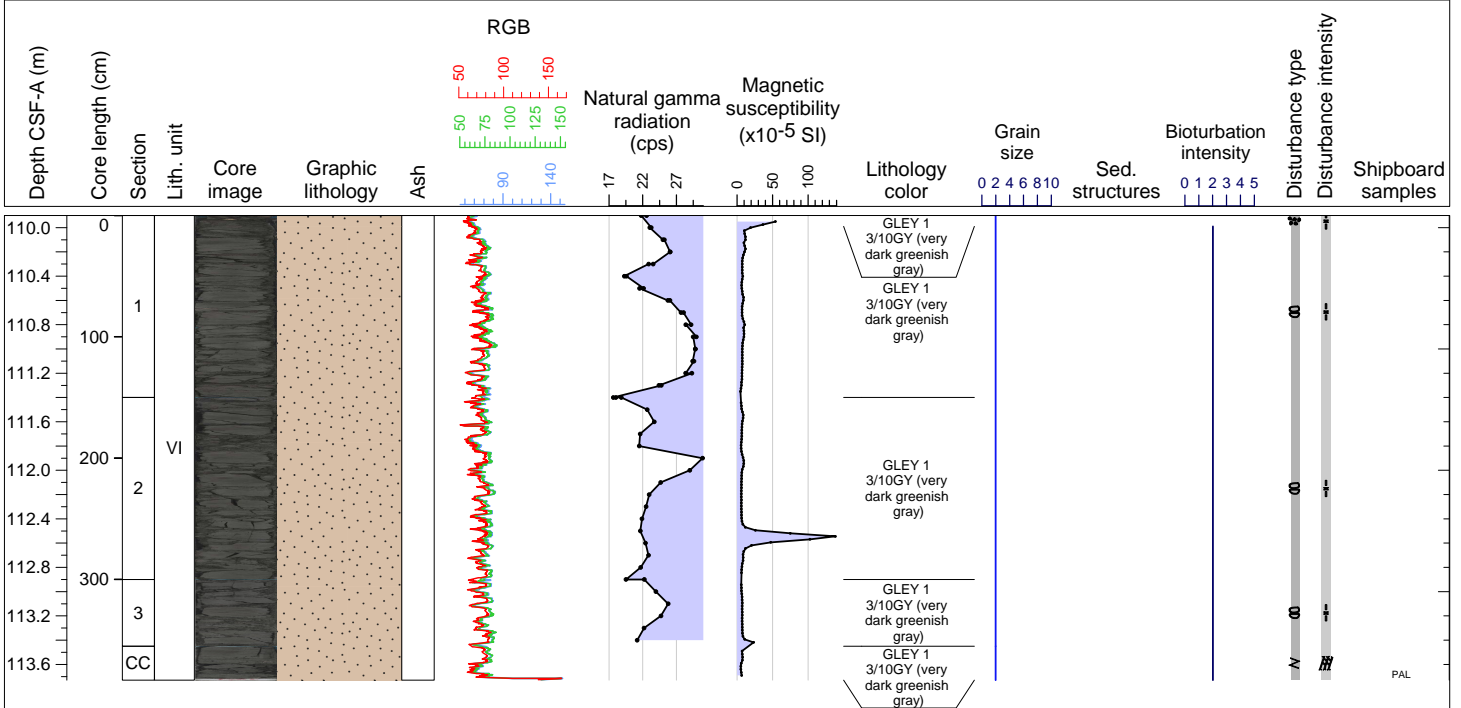 Depth CSF-A (m)
Core length (cm)
Section
Lith. unit
Core
image
Graphic
lithology
Ash
RGB
50 100 150
50 75 100 125 150
90 140
Natural gamma
radiation
(cps)
17 22 27
Magnetic
susceptibility
(x10-5 SI)
0 50 100
Lithology
color
Grain
size
0 2 4 6 8 10
Sed.
structures
Bioturbation
intensity
0 1 2 3 4 5
Disturbance type
Disturbance intensity
Shipboard
samples
110.0
110.4
110.8
111.2
111.6
112.0
112.4
112.8
113.2
113.6
0
100
200
300
1
2
3
CC
VI
GLEY 1
3/10GY (very
dark greenish
gray)
GLEY 1
3/10GY (very
dark greenish
gray)
GLEY 1
3/10GY (very
dark greenish
gray)
GLEY 1
3/10GY (very
dark greenish
gray)
GLEY 1
3/10GY (very
dark greenish
gray)
PAL